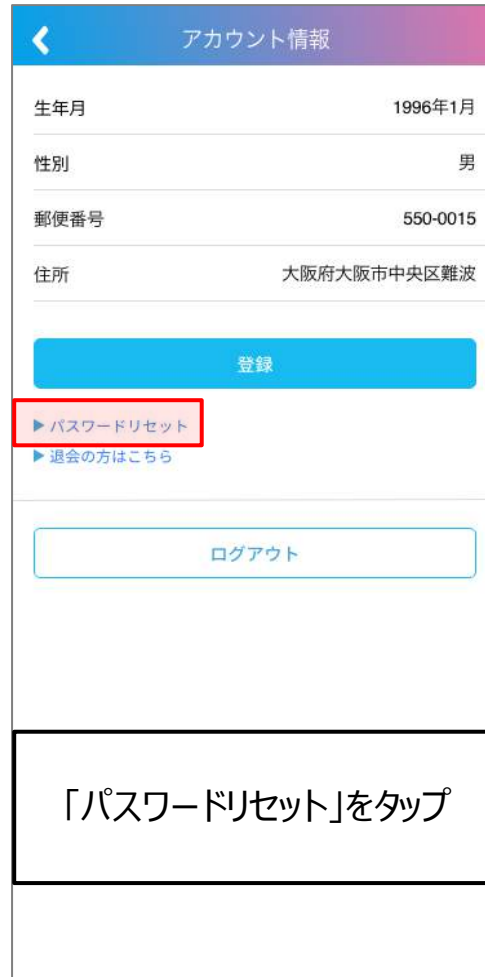 アカウント情報
生年月 1996年1月
性別 男
郵便番号 550-0015
住所 大阪府大阪市中央区難波
登録
▶パスワードリセット
▶退会の方はこちら
ログアウト
「パスワードリセット」をタップ